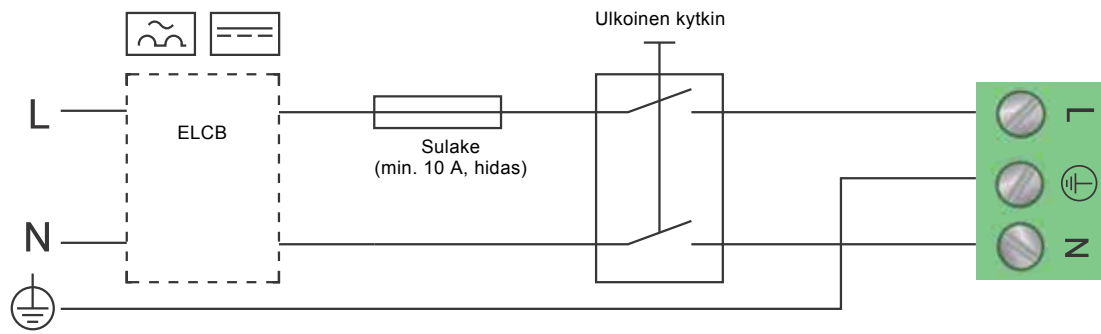 Ulkoinen kytkin
L
ELCB
Sulake
(min. 10 A, hidas)
L
N
N